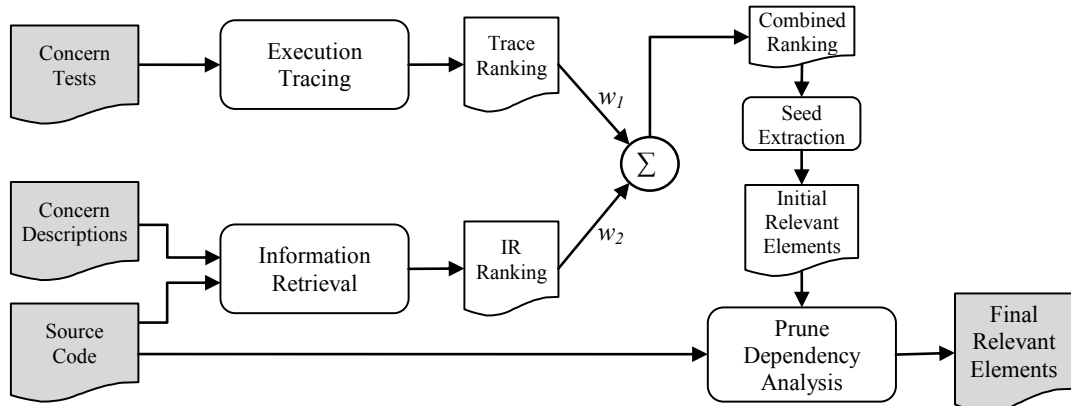 Concern
Tests
Execution
Tracing
Trace
Ranking
w1
Combined
Ranking
Seed
Extraction
Σ
Concern
Descriptions
Information
Retrieval
IR
Ranking
w2
Initial
Relevant
Elements
Source
Code
Prune
Dependency
Analysis
Final
Relevant
Elements